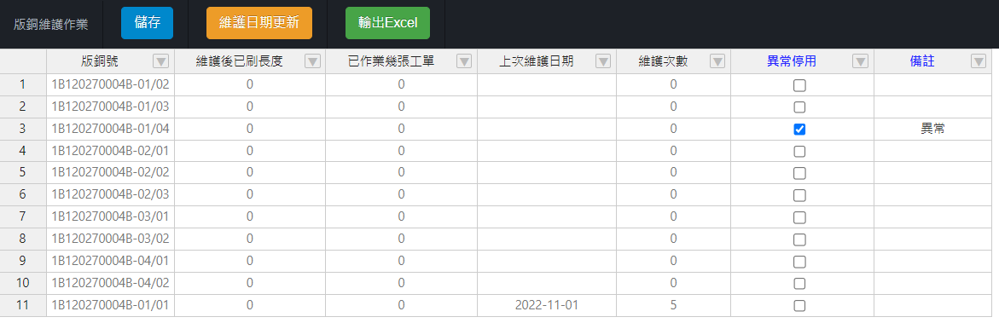 版銅維護作業 儲存 維護日期更新 輸出Excel
版銅號 維護後已刷長度 已作業幾張工單 上次維護日期 維護次數 異常停用 備註
1 1B120270004B-01/02 0 0 0
2 1B120270004B-01/03 0 0 0
3 1B120270004B-01/04 0 0 0 異常
4 1B120270004B-02/01 0 0 0
5 1B120270004B-02/02 0 0 0
6 1B120270004B-02/03 0 0 0
7 1B120270004B-03/01 0 0 0
8 1B120270004B-03/02 0 0 0
9 1B120270004B-04/01 0 0 0
10 1B120270004B-04/02 0 0 0
11 1B120270004B-01/01 0 0 2022-11-01 5